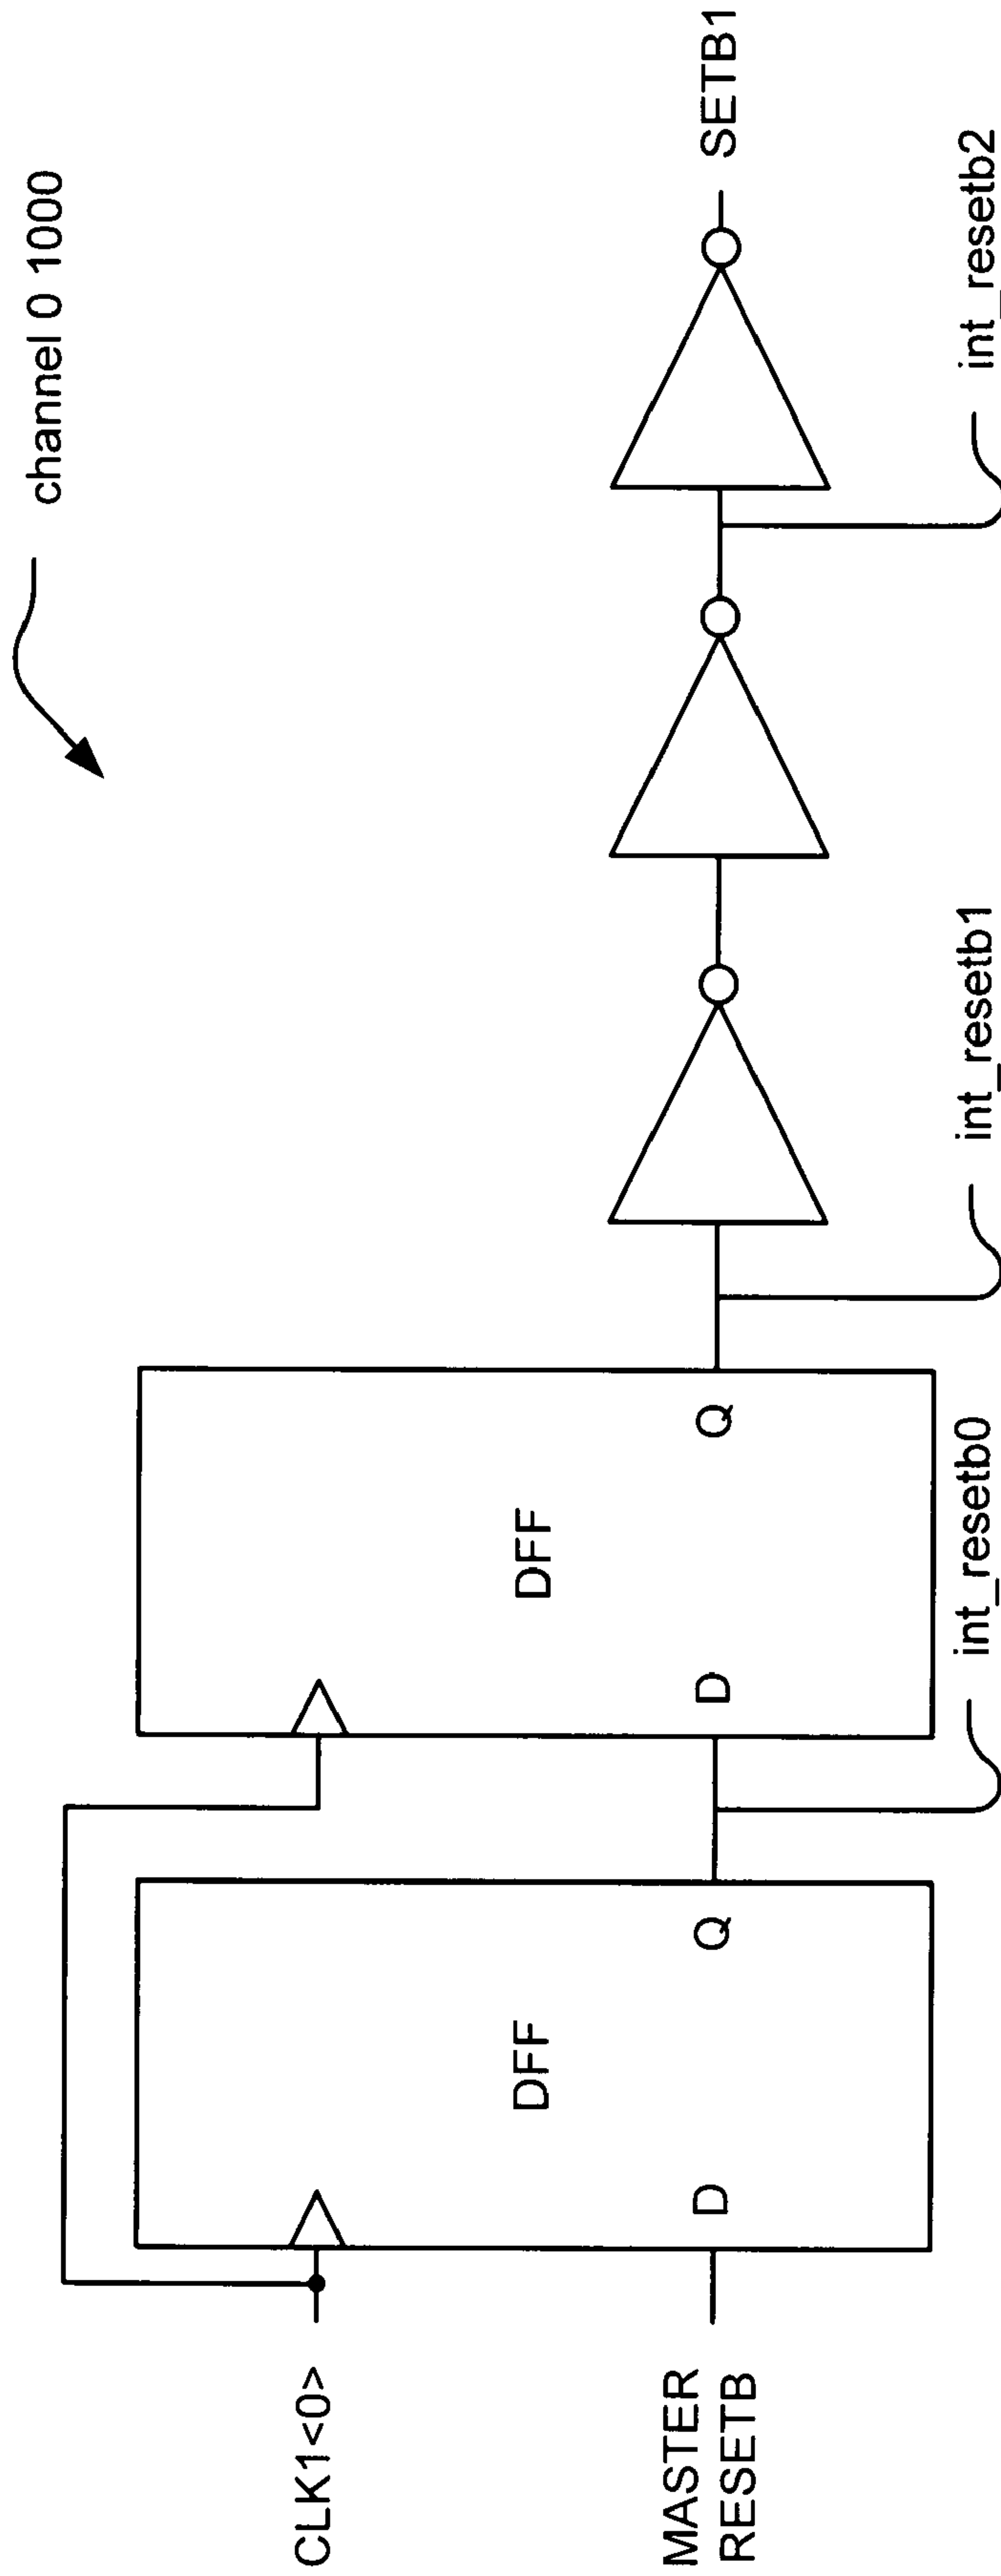 channel 0 1000
CLK1<0>
MASTER
RESETB
DFF
D
Q
DFF
D
Q
SETB1
int_resetb0
int_resetb1
int_resetb2